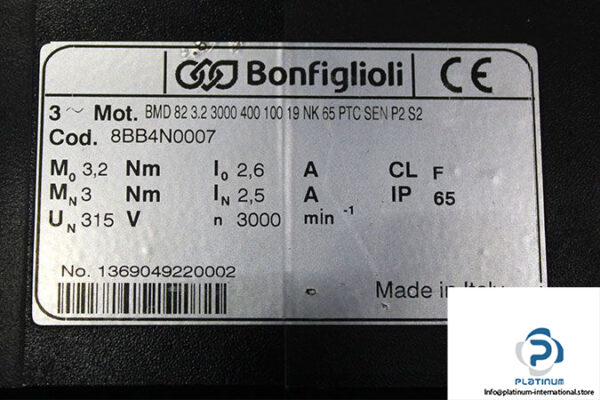 Bonfiglioli CE
3 ~ Mot. BMD 82 3.2 3000 400 100 19 NK 65 PTC SEN P2 S2
Cod. 8BB4N0007
M0 3,2 Nm I0 2,6 A CL F
MN 3 Nm IN 2,5 A IP 65
UN 315 V n 3000 min -1
No. 1369049220002
Made in
PLATINUM
www.platinum-international.store